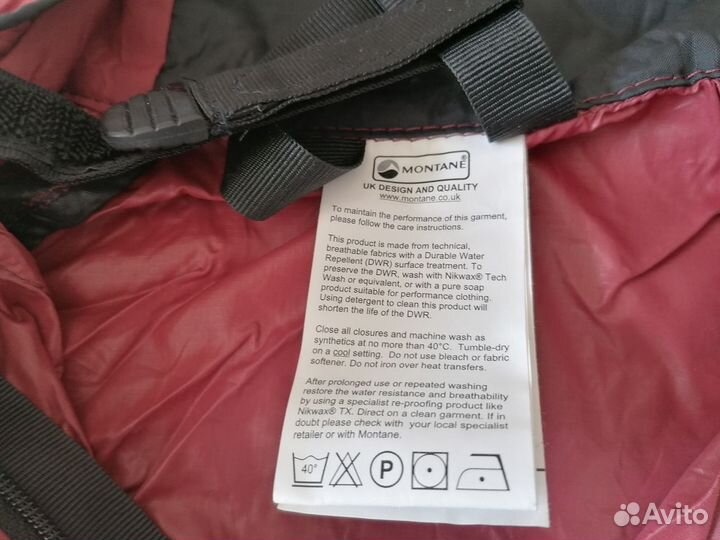 MONTANE®
UK DESIGN AND QUALITY
www.montane.co.uk
To maintain the performance of this garment,
please follow the care instructions.
This product is made from technical,
breathable fabrics with a Durable Water
Repellent (DWR) surface treatment. To
preserve the DWR, wash with Nikwax® Tech
Wash or equivalent, or with a pure soap
product suitable for performance clothing.
Using detergent to clean this product will
shorten the life of the DWR.
Close all closures and machine wash as
synthetics at no more than 40°C. Tumble-dry
on a cool setting. Do not use bleach or fabric
softener. Do not iron over heat transfers.
After prolonged use or repeated washing
restore the water resistance and breathability
by using a specialist re-proofing product like
Nikwax® TX. Direct on a clean garment. If in
doubt please check with your local specialist
retailer or with Montane.
40° P
Avito